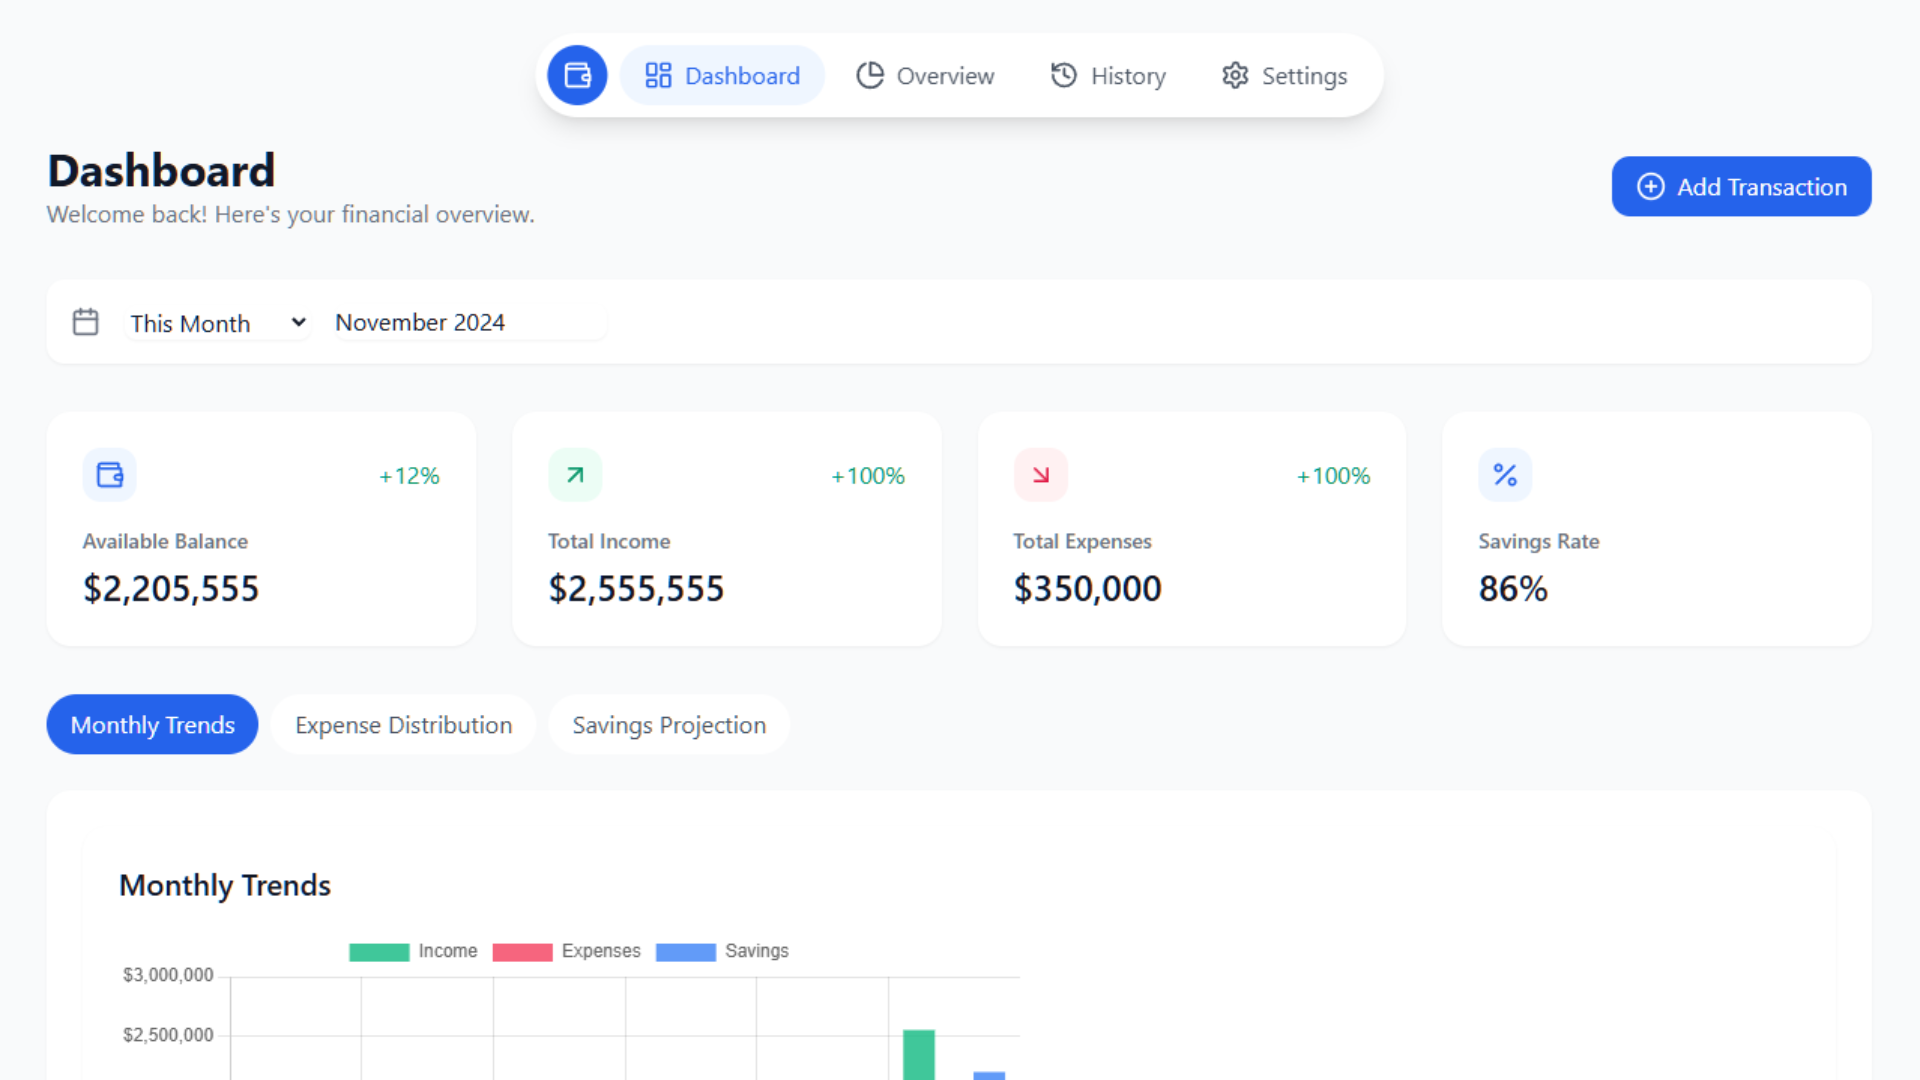 Dashboard
Overview
History
Settings
Dashboard
Welcome back! Here's your financial overview.
Add Transaction
This Month
November 2024
+12%
Available Balance
$2,205,555
+100%
Total Income
$2,555,555
+100%
Total Expenses
$350,000
%
Savings Rate
86%
Monthly Trends
Expense Distribution
Savings Projection
Monthly Trends
Income
Expenses
Savings
$3,000,000
$2,500,000